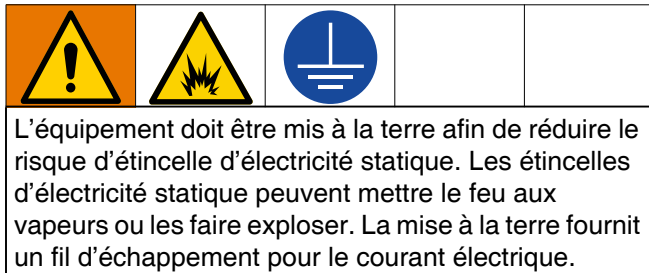 L’équipement doit être mis à la terre afin de réduire le
risque d’étincelle d’électricité statique. Les étincelles
d’électricité statique peuvent mettre le feu aux
vapeurs ou les faire exploser. La mise à la terre fournit
un fil d’échappement pour le courant électrique.